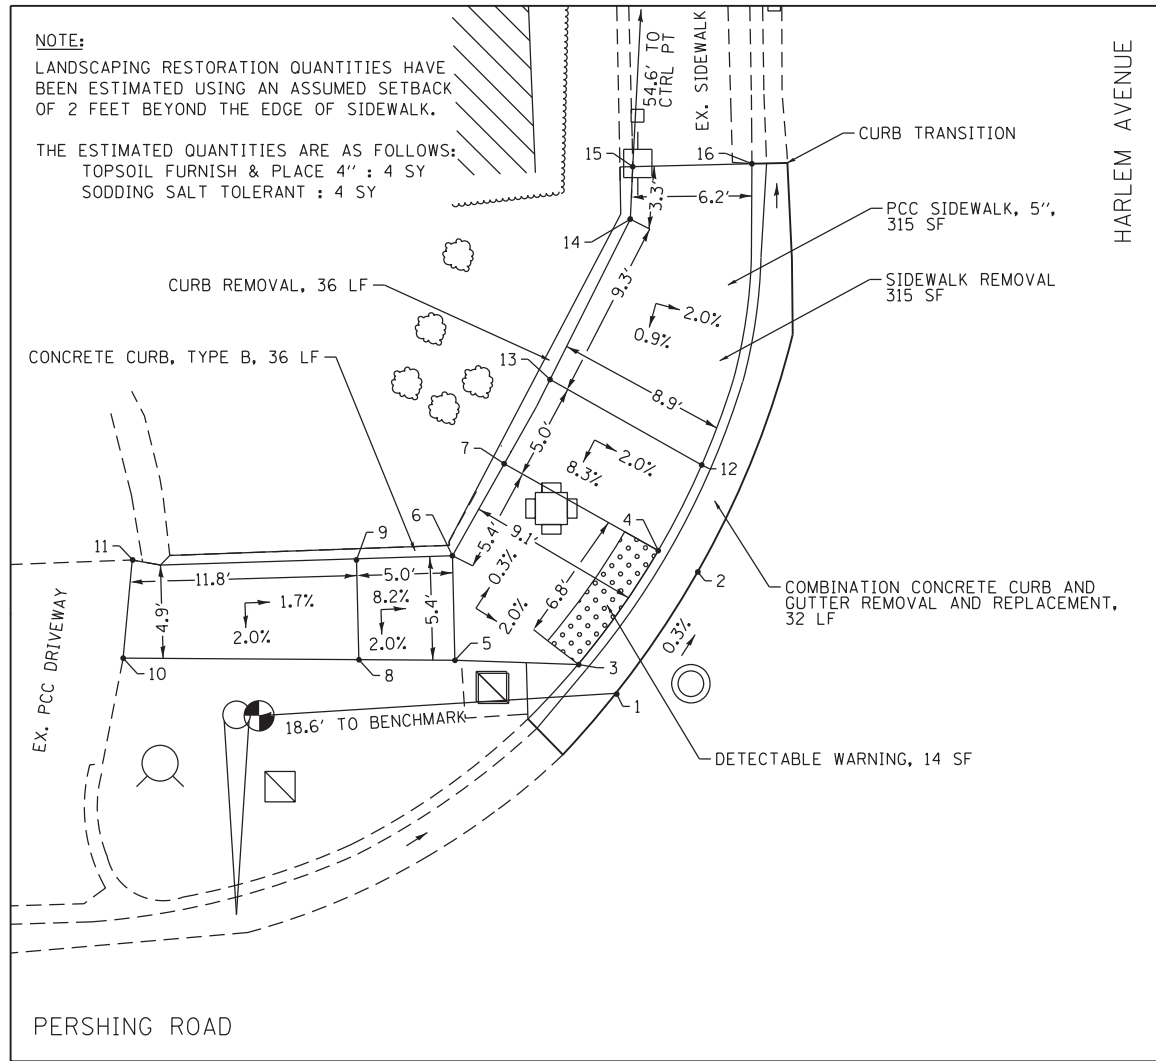 NOTE:
LANDSCAPING RESTORATION QUANTITIES HAVE
BEEN ESTIMATED USING AN ASSUMED SETBACK
OF 2 FEET BEYOND THE EDGE OF SIDEWALK.
THE ESTIMATED QUANTITIES ARE AS FOLLOWS:
TOPSOIL FURNISH & PLACE 4'' : 4 SY
SODDING SALT TOLERANT : 4 SY
54.6' TO
CTRL PT
EX. SIDEWALK
HARLEM AVENUE
CURB TRANSITION
15
16
3.3'
6.2'
PCC SIDEWALK, 5'',
315 SF
14
CURB REMOVAL, 36 LF
9.3'
SIDEWALK REMOVAL
315 SF
2.0%
0.9%
CONCRETE CURB, TYPE B, 36 LF
13
8.9'
7
5.0'
2.0%
8.3%
12
6
9
11
5.4'
9.1'
4
11.8'
5.0'
4.9'
1.7%
2.0%
8.2%
2.0%
5.4'
0.3%
2.0%
6.8'
2
COMBINATION CONCRETE CURB AND
GUTTER REMOVAL AND REPLACEMENT,
32 LF
0.3%
10
8
5
3
1
EX. PCC DRIVEWAY
18.6' TO BENCHMARK
DETECTABLE WARNING, 14 SF
PERSHING ROAD